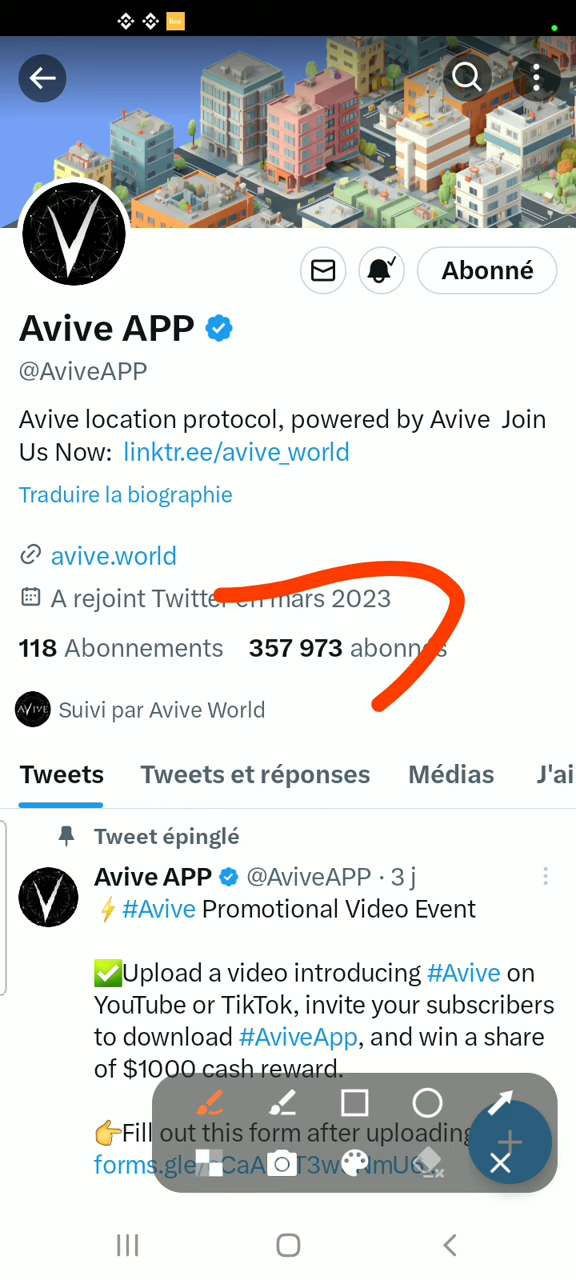 Abonné
Avive APP
@AviveAPP
Avive location protocol, powered by Avive Join
Us Now: linktr.ee/avive_world
Traduire la biographie
avive.world
A rejoint Twitter en mars 2023
118 Abonnements 357 973 abonnés
AVIVE Suivi par Avive World
Tweets Tweets et réponses Médias J'ai
Tweet épinglé
Avive APP @AviveAPP · 3 j
⚡#Avive Promotional Video Event
✅Upload a video introducing #Avive on
YouTube or TikTok, invite your subscribers
to download #AviveApp, and win a share
of $1000 cash reward.
👉Fill out this form after uploading